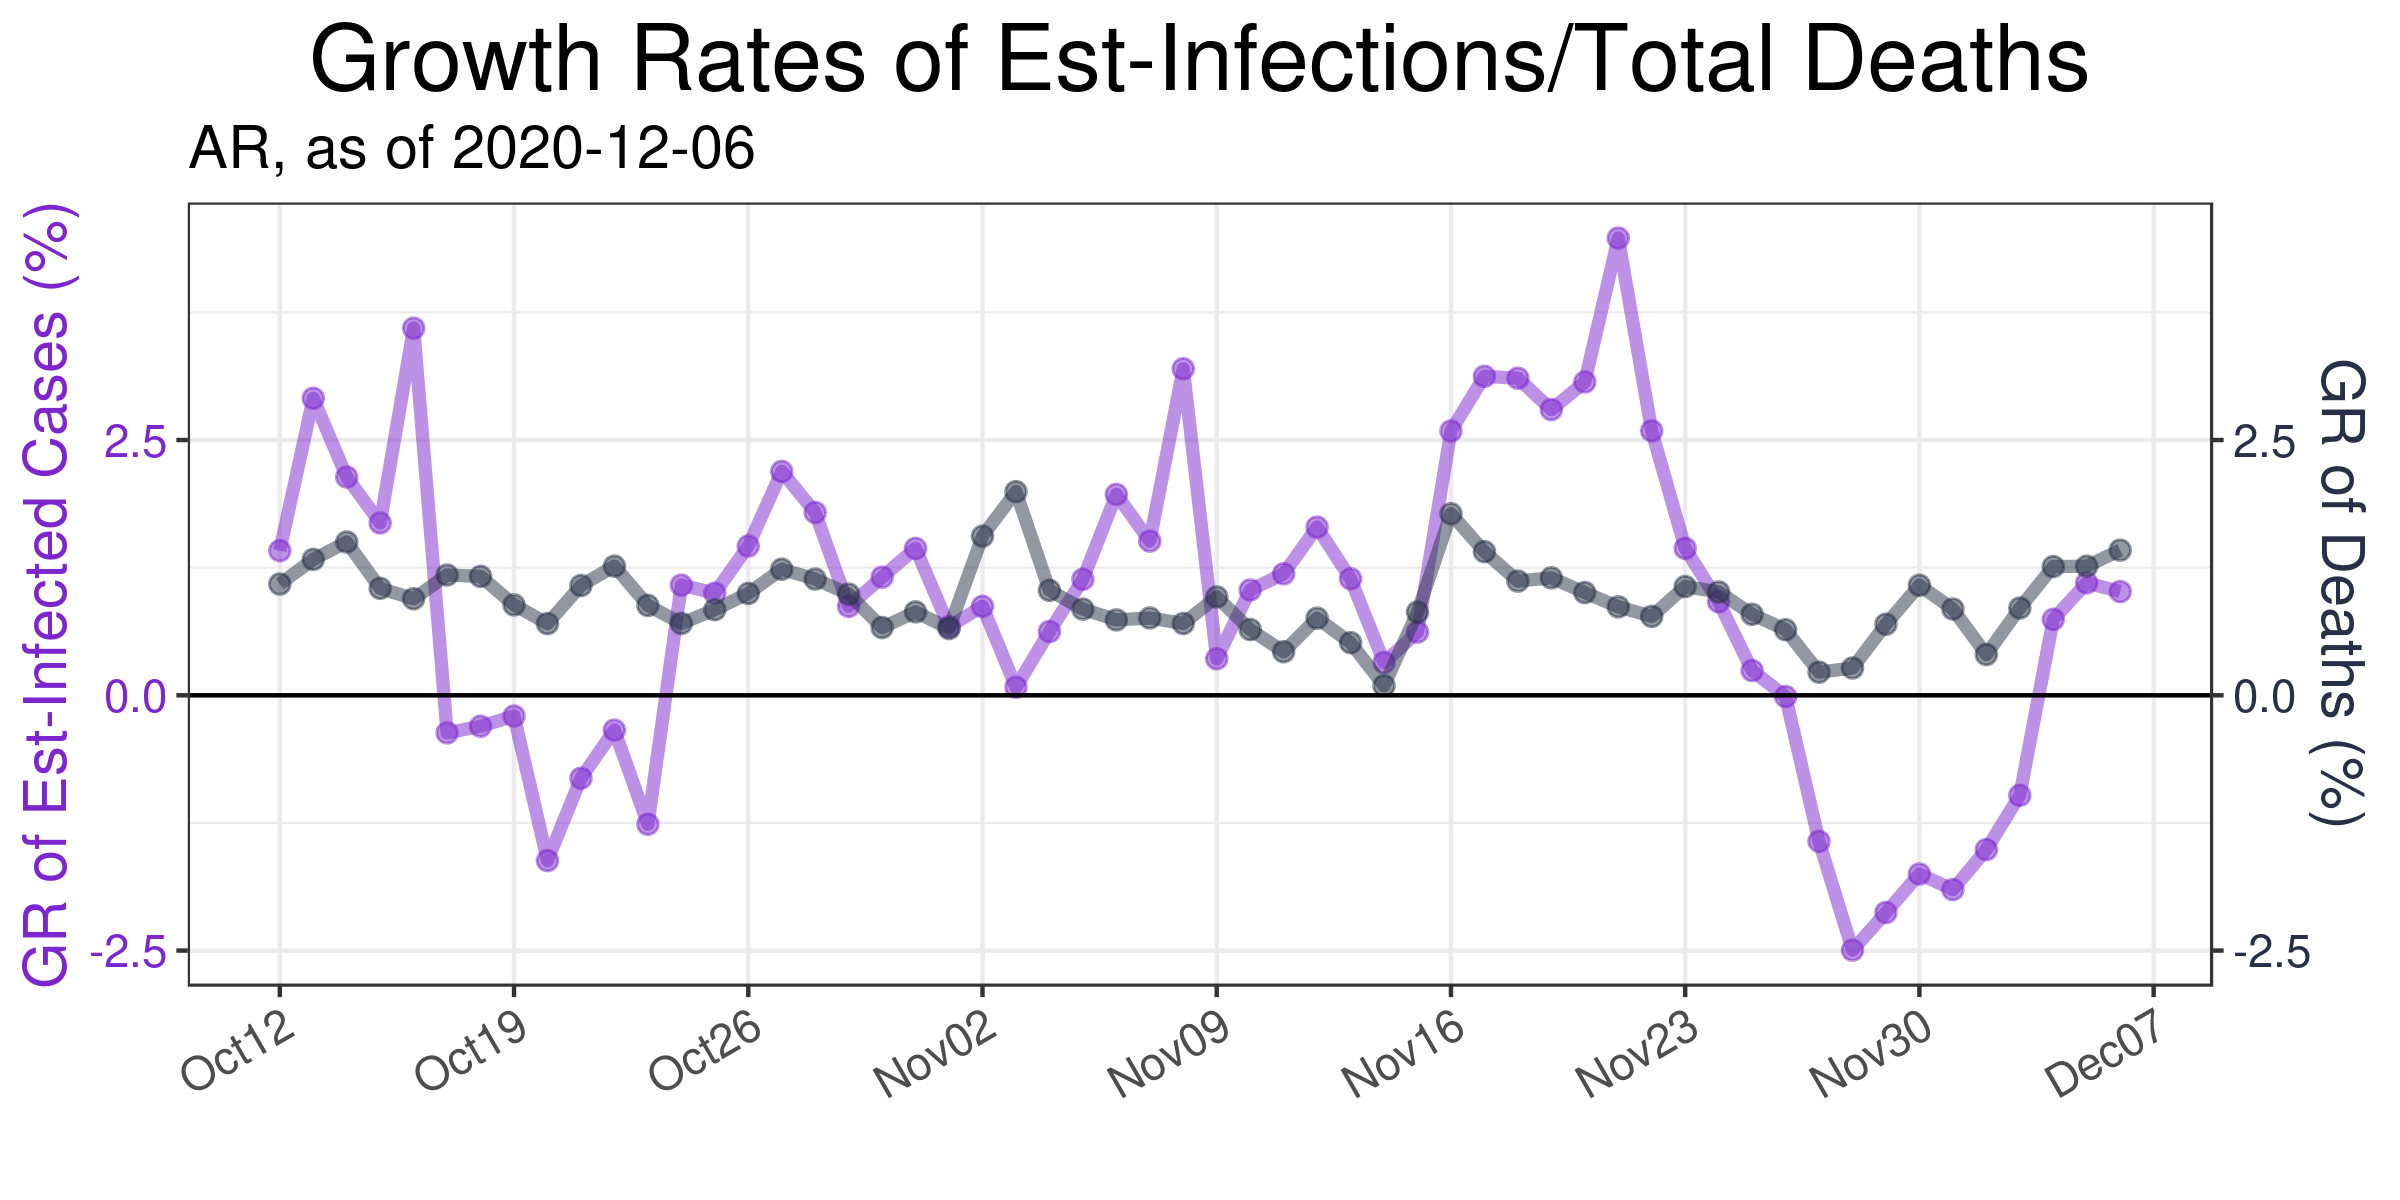 Growth Rates of Est-Infections/Total Deaths
AR, as of 2020-12-06
GR of Est-Infected Cases (%)
2.5
0.0
-2.5
2.5
0.0
-2.5
GR of Deaths (%)
Oct12
Oct19
Oct26
Nov02
Nov09
Nov16
Nov23
Nov30
Dec07